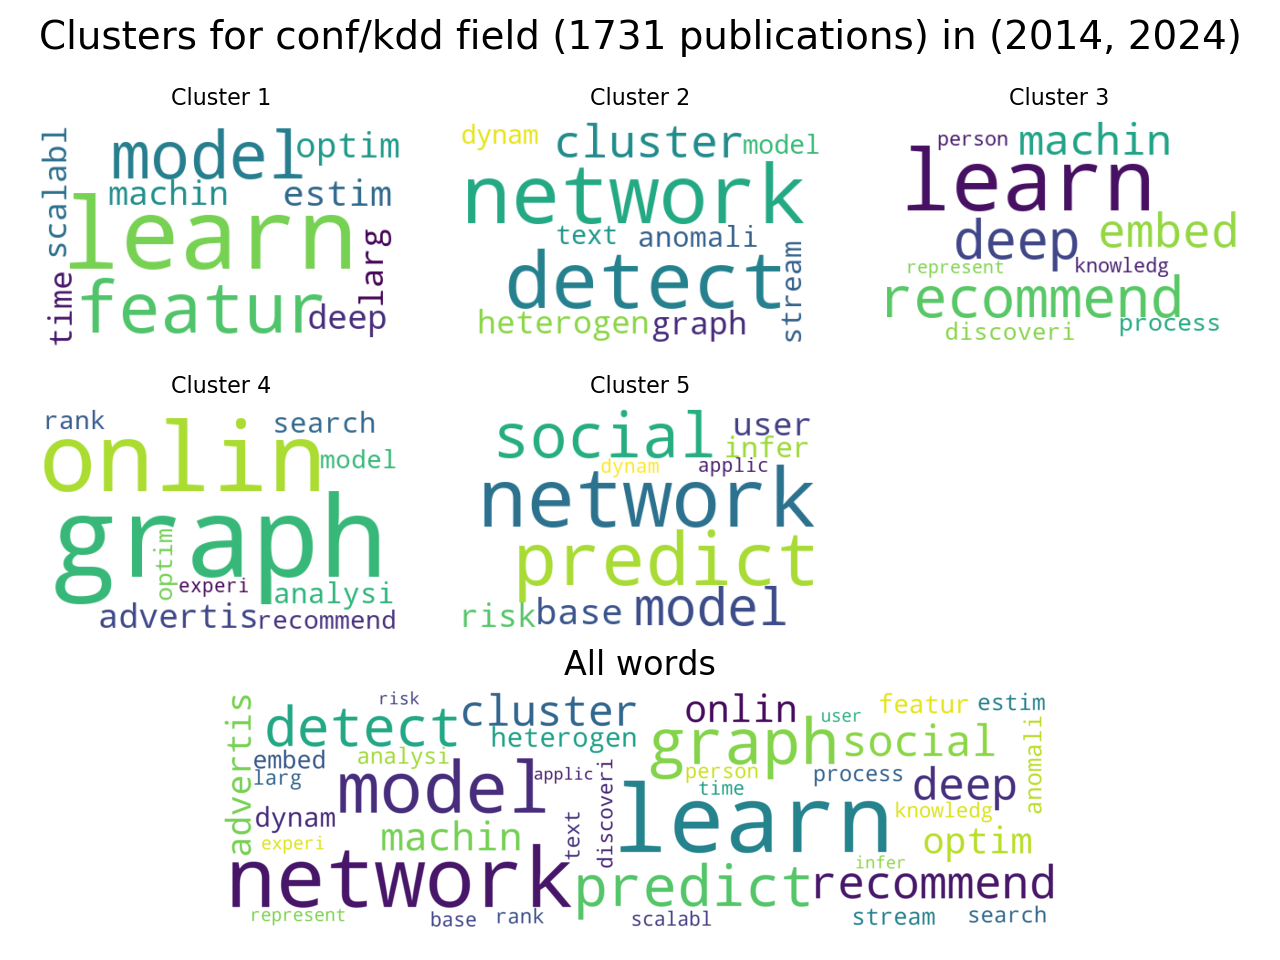 Clusters for conf/kdd field (1731 publications) in (2014, 2024)
Cluster 1
scalabl
model
optim
machin
estim
learn
larg
time
featur
deep
Cluster 2
dynam
cluster
model
network
text
anomali
detect
stream
heterogen
graph
Cluster 3
person
machin
learn
deep
embed
represent
knowledg
recommend
discoveri
process
Cluster 4
rank
search
onlin
model
graph
optim
experi
analysi
advertis
recommend
Cluster 5
social
user
infer
dynam
applic
network
predict
risk
base
model
All words
advertis
risk
detect
cluster
onlin
user
featur
estim
heterogen
graph
social
anomali
embed
analysi
larg
model
applic
discoveri
person
time
process
deep
dynam
learn
knowledg
experi
machin
text
optim
network
infer
predict
recommend
represent
base
rank
scalabl
stream
search